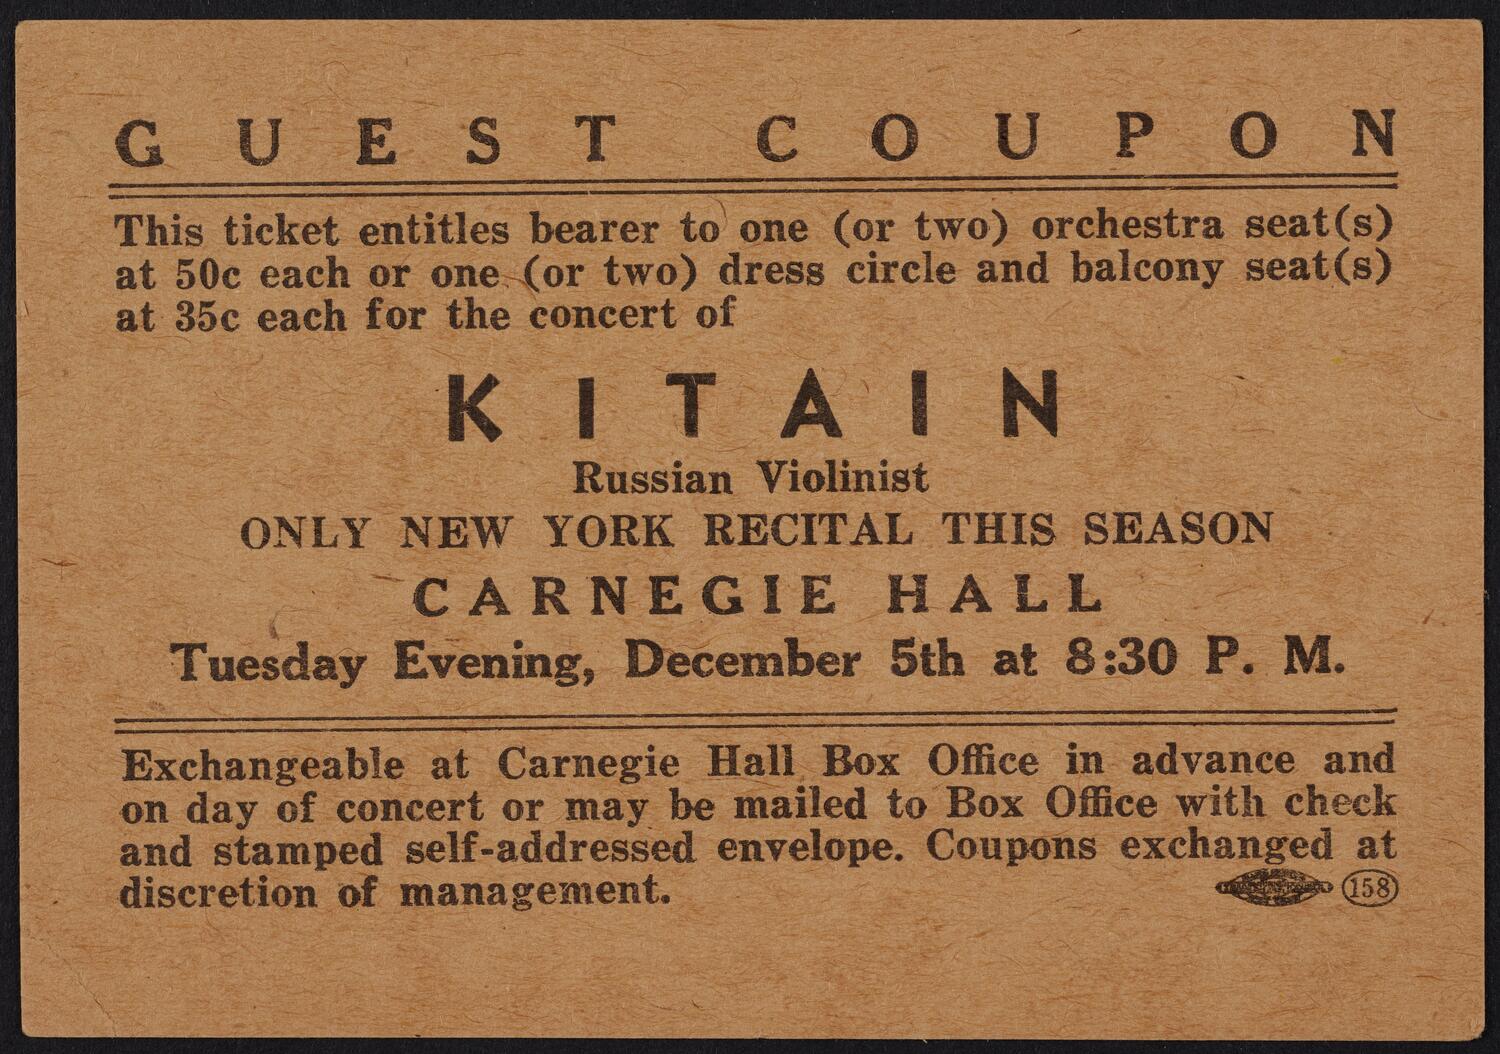 GUEST COUPON
This ticket entitles bearer to one (or two) orchestra seat(s)
at 50c each or one (or two) dress circle and balcony seat(s)
at 35c each for the concert of
KITAIN
Russian Violinist
ONLY NEW YORK RECITAL THIS SEASON
CARNEGIE HALL
Tuesday Evening, December 5th at 8:30 P. M.
Exchangeable at Carnegie Hall Box Office in advance and
on day of concert or may be mailed to Box Office with check
and stamped self-addressed envelope. Coupons exchanged at
discretion of management.
158